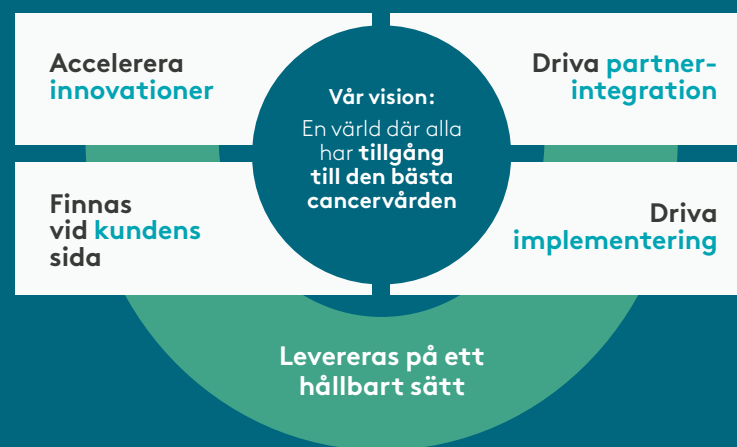 Accelerera
innovationer
Driva partner-
integration
Vår vision:
En värld där alla
har tillgång
till den bästa
cancervården
Finnas
vid kundens
sida
Driva
implementering
Levereras på ett
hållbart sätt